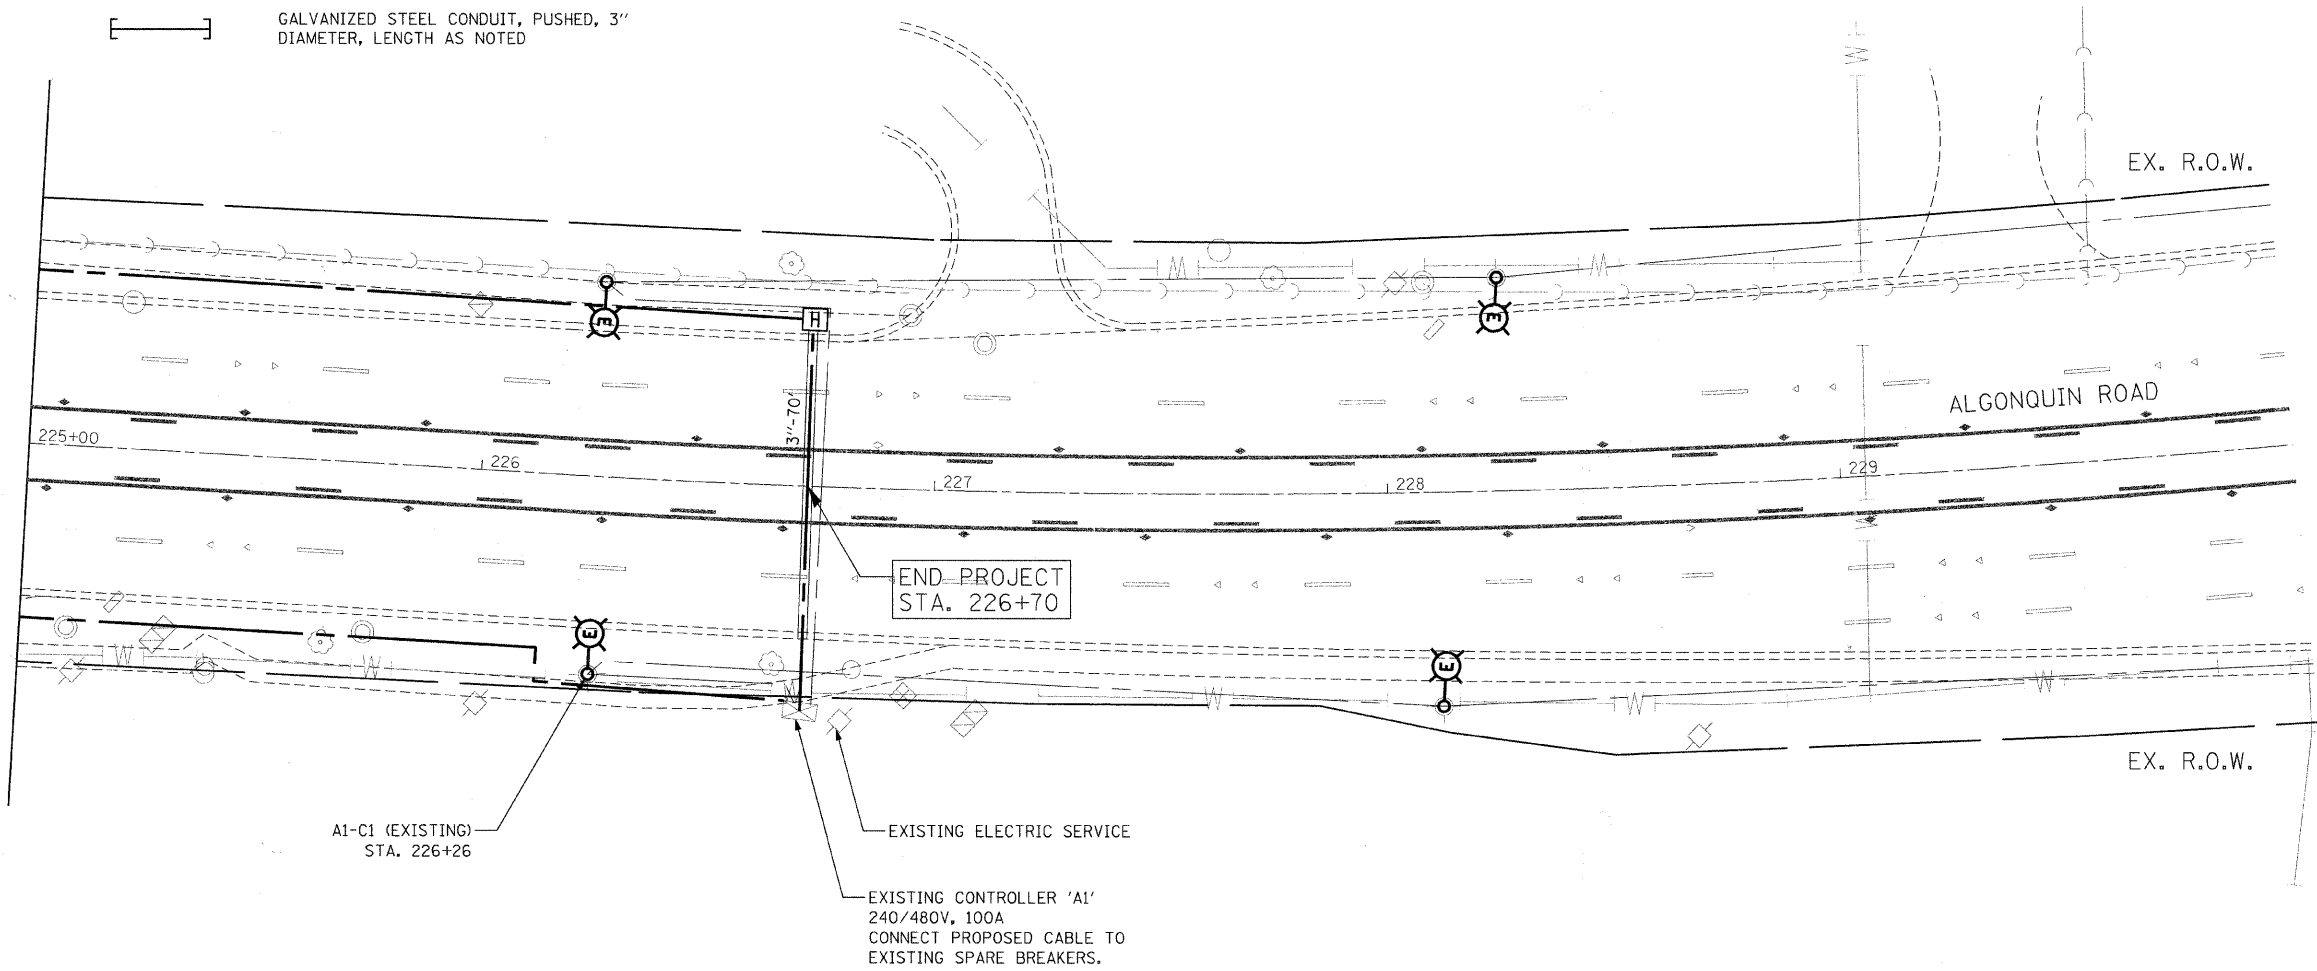 GALVANIZED STEEL CONDUIT, PUSHED, 3"
DIAMETER, LENGTH AS NOTED
W
EX. R.O.W.
W
W
E
H
E
ALGONQUIN ROAD
3"-70'
225+00
226
227
228
229
W
END PROJECT
STA. 226+70
E
E
W
W
W
W
W
W
EX. R.O.W.
A1-C1 (EXISTING)
STA. 226+26
EXISTING ELECTRIC SERVICE
EXISTING CONTROLLER 'A1'
240/480V, 100A
CONNECT PROPOSED CABLE TO
EXISTING SPARE BREAKERS.